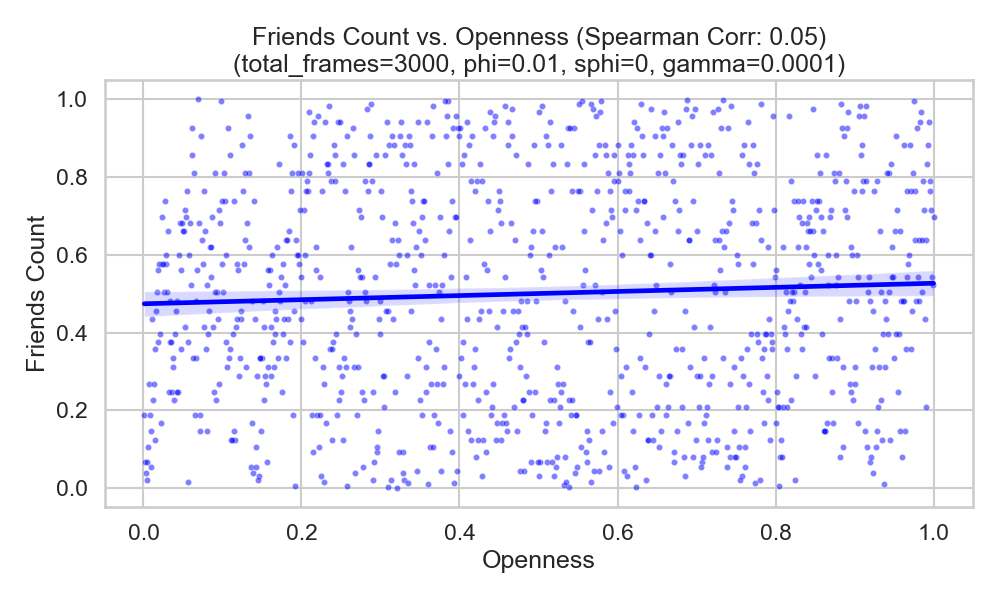 Friends Count vs. Openness (Spearman Corr: 0.05)
(total_frames=3000, phi=0.01, sphi=0, gamma=0.0001)
1.0
0.8
0.6
0.4
0.2
0.0
Friends Count
0.0 0.2 0.4 0.6 0.8 1.0
Openness